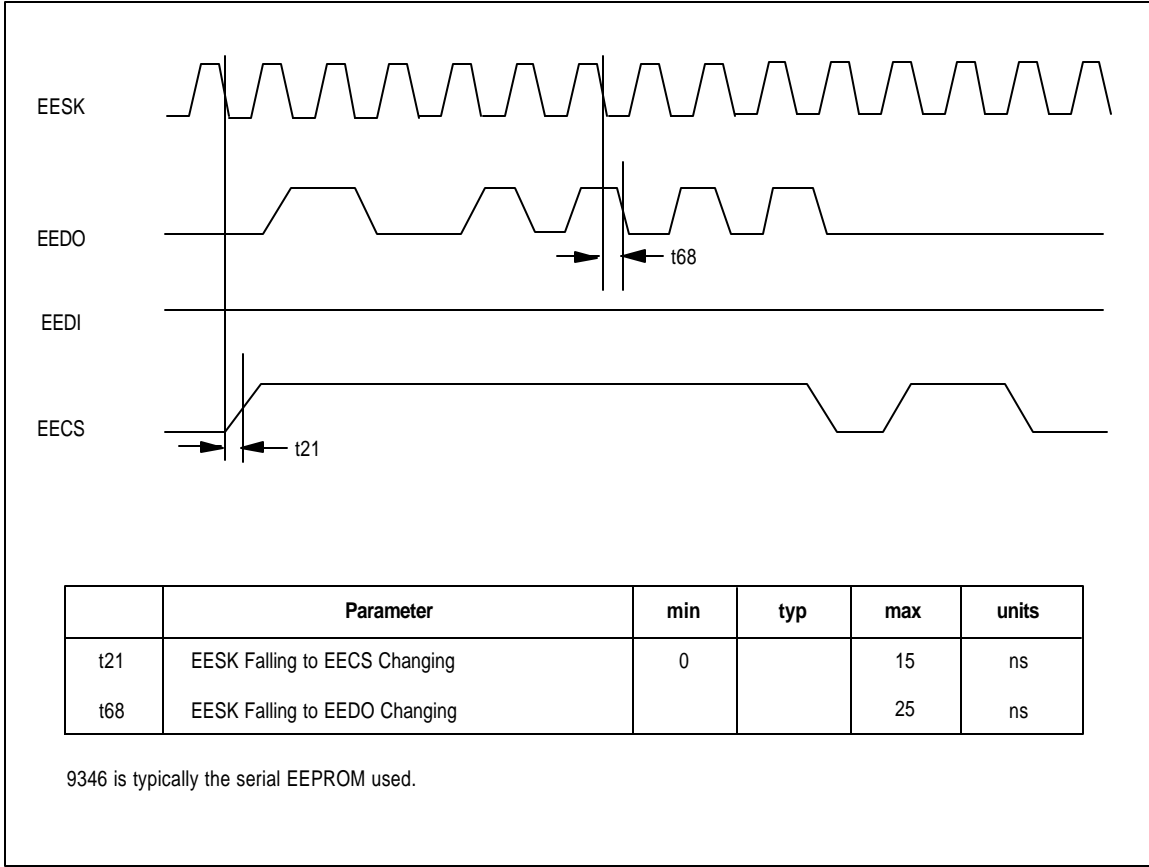 EESK
EEDO
t68
EEDI
EECS
t21
Parameter min typ max units
t21 EESK Falling to EECS Changing 0 15 ns
t68 EESK Falling to EEDO Changing 25 ns
9346 is typically the serial EEPROM used.